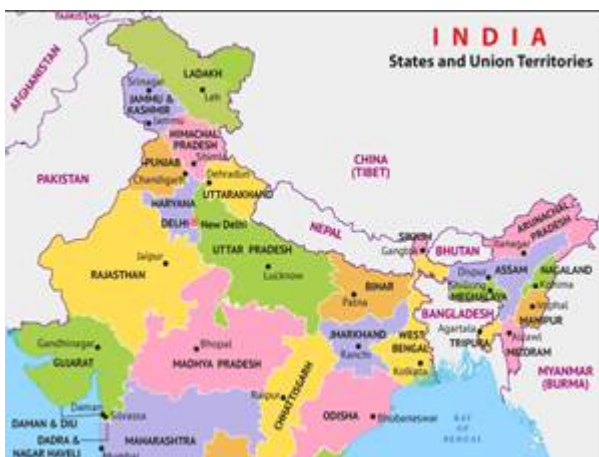 TAJIKISTAN
INDIA
States and Union Territories
AFGHANISTAN
LADAKH
Leh
Srinagar
JAMMU &
KASHMIR
Jammu
HIMACHAL
PRADESH
Shimla
PUNJAB
Chandigarh
Dehradun
UTTARAKHAND
CHINA
(TIBET)
PAKISTAN
HARYANA
DELHI
New Delhi
NEPAL
SIKKIM
Gangtok
BHUTAN
ARUNACHAL
PRADESH
Itanagar
UTTAR PRADESH
Jaipur
RAJASTHAN
Lucknow
BIHAR
Patna
Dispur
ASSAM
NAGALAND
Kohima
Shillong
MEGHALAYA
Imphal
MANIPUR
BANGLADESH
Agartala
TRIPURA
Aizawl
MIZORAM
MYANMAR
(BURMA)
Gandhinagar
GUJARAT
Bhopal
MADHYA PRADESH
JHARKHAND
Ranchi
WEST
BENGAL
Kolkata
CHHATTISGARH
Raipur
ODISHA
Bhubaneswar
BAY
OF
BENGAL
Daman
Silvassa
DAMAN & DIU
DADRA &
NAGAR HAVELI
MAHARASHTRA
Mumbai